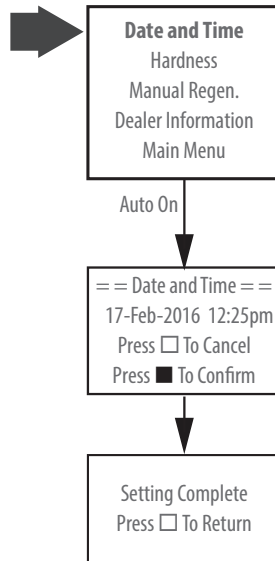 Date and Time
Hardness
Manual Regen.
Dealer Information
Main Menu
Auto On
= = Date and Time = =
17-Feb-2016 12:25pm
Press □ To Cancel
Press ■ To Confirm
Setting Complete
Press □ To Return